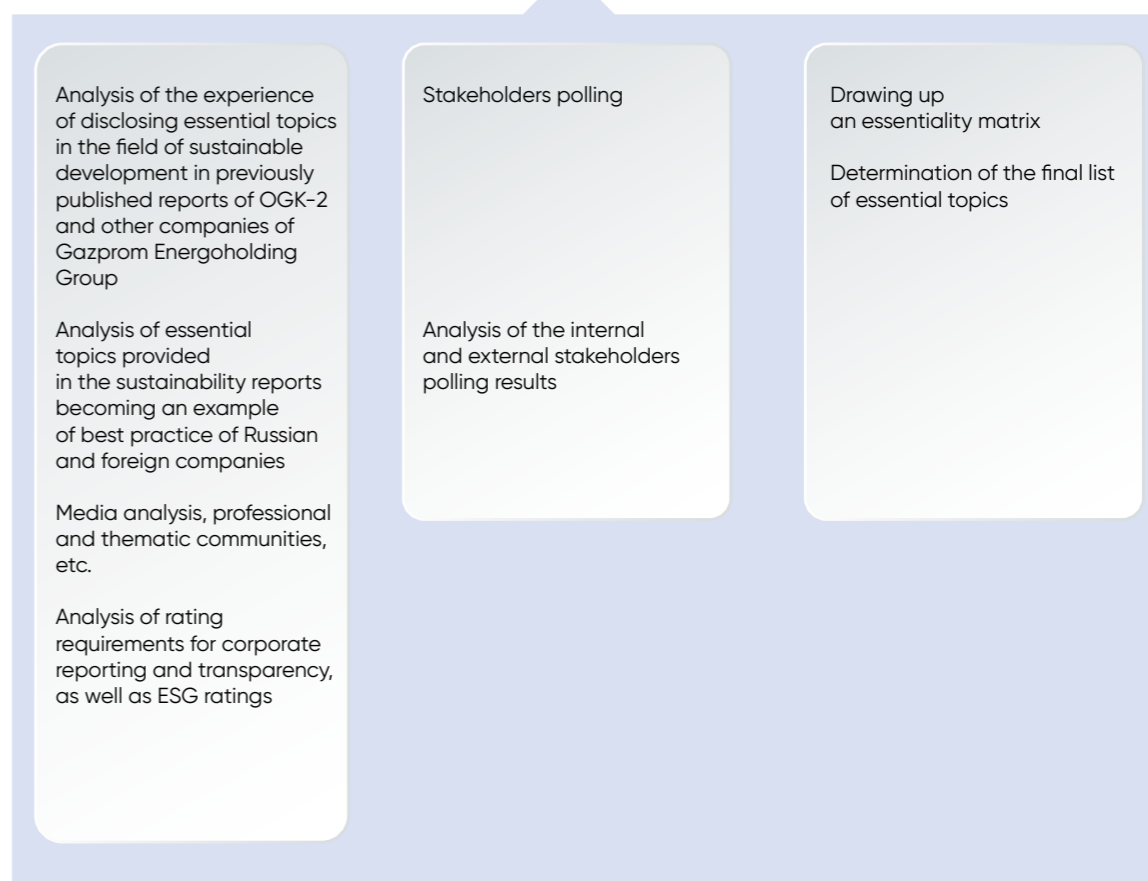 Analysis of the experience
of disclosing essential topics
in the field of sustainable
development in previously
published reports of OGK-2
and other companies of
Gazprom Energoholding
Group
Analysis of essential
topics provided
in the sustainability reports
becoming an example
of best practice of Russian
and foreign companies
Media analysis, professional
and thematic communities,
etc.
Analysis of rating
requirements for corporate
reporting and transparency,
as well as ESG ratings
Stakeholders polling
Analysis of the internal
and external stakeholders
polling results
Drawing up
an essentiality matrix
Determination of the final list
of essential topics